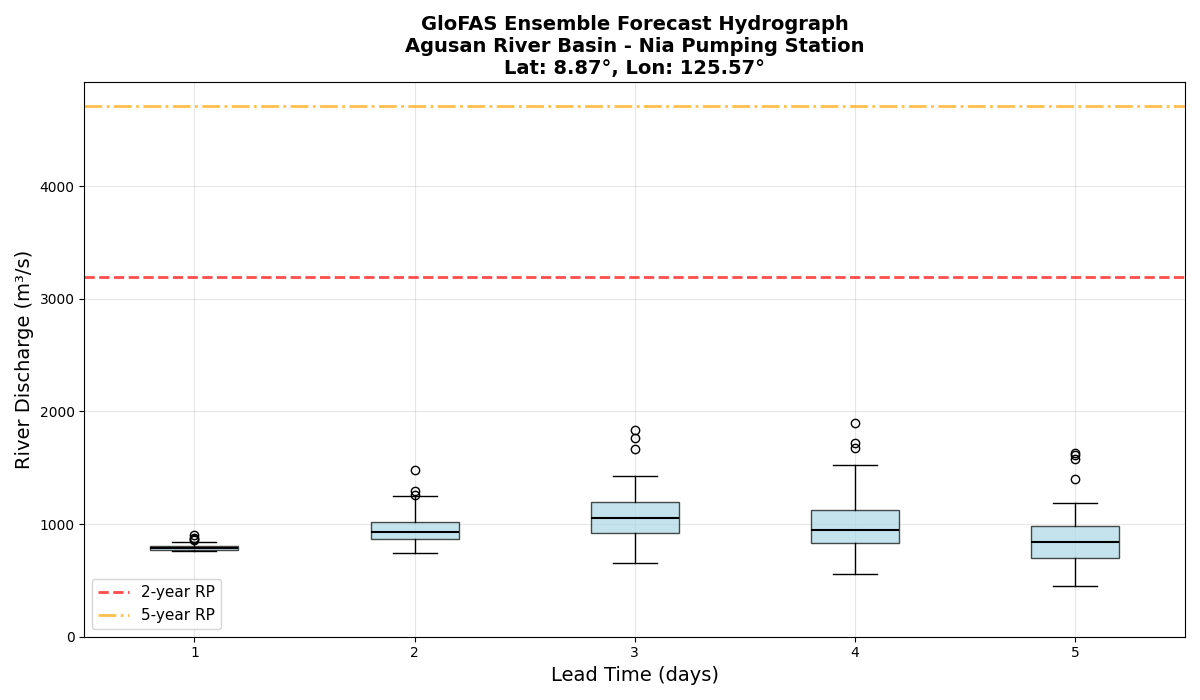 GloFAS Ensemble Forecast Hydrograph
Agusan River Basin - Nia Pumping Station
Lat: 8.87°, Lon: 125.57°
River Discharge (m³/s)
4000
3000
2000
1000
0
2-year RP
5-year RP
1 2 3 4 5
Lead Time (days)